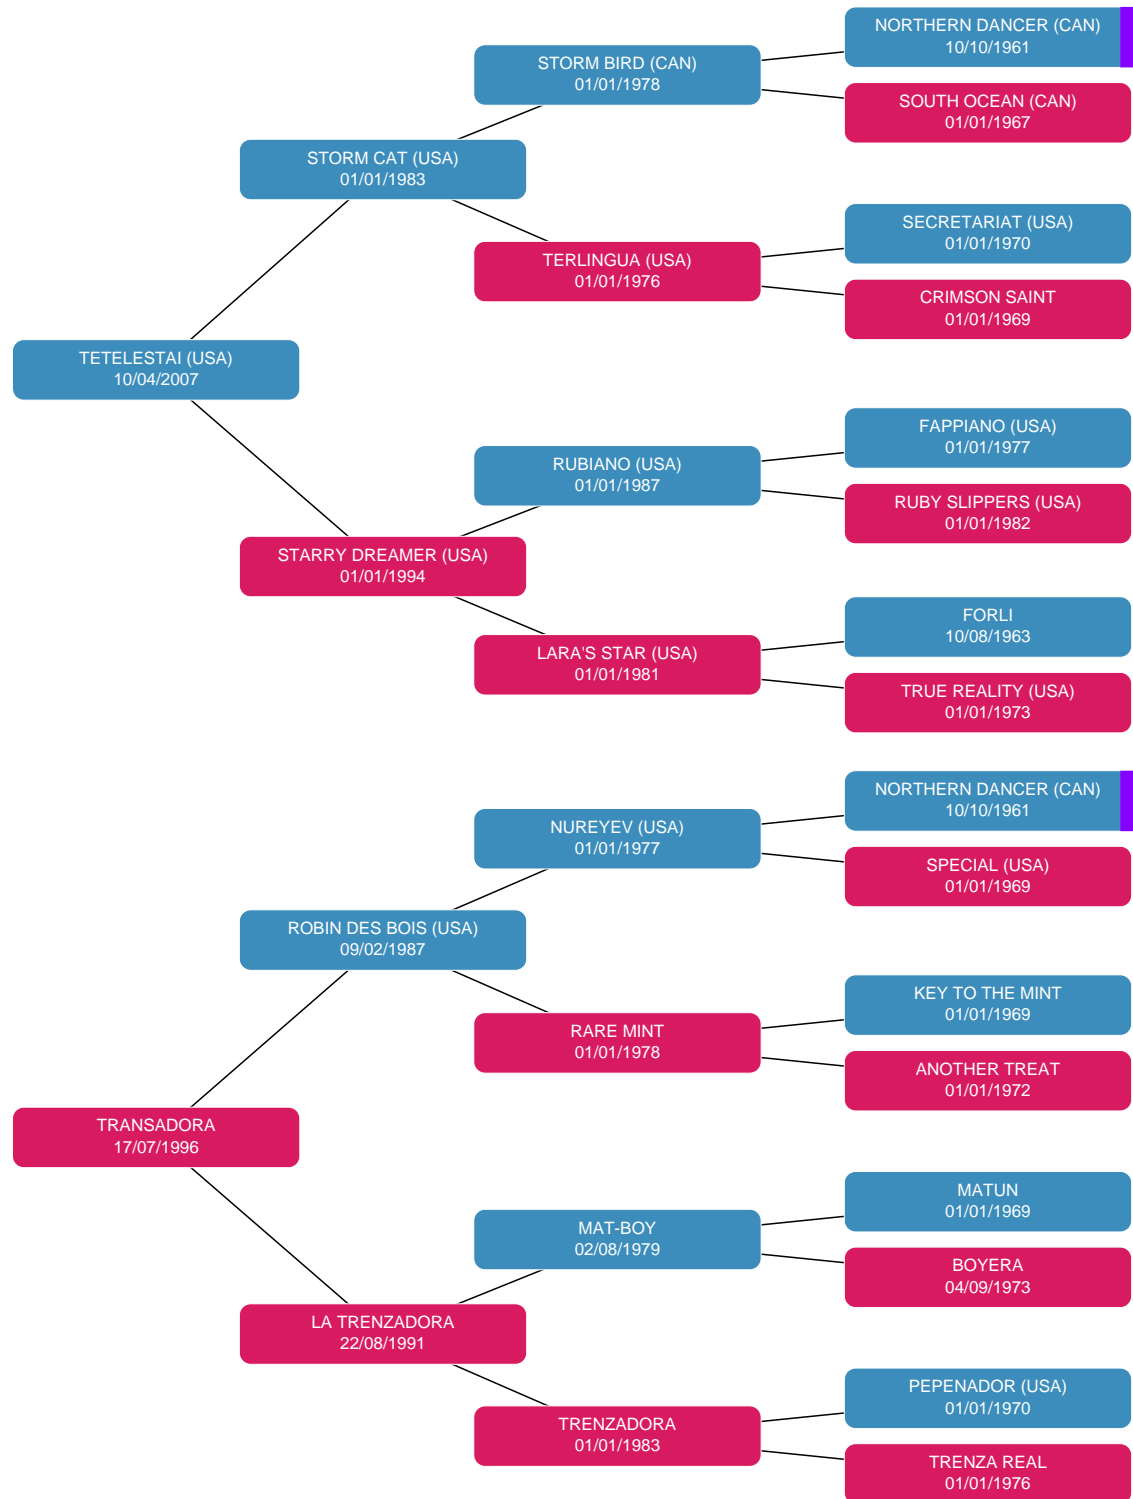 NORTHERN DANCER (CAN)
10/10/1961
STORM BIRD (CAN)
01/01/1978
SOUTH OCEAN (CAN)
01/01/1967
STORM CAT (USA)
01/01/1983
SECRETARIAT (USA)
01/01/1970
TERLINGUA (USA)
01/01/1976
CRIMSON SAINT
01/01/1969
TETELESTAI (USA)
10/04/2007
FAPPIANO (USA)
01/01/1977
RUBIANO (USA)
01/01/1987
RUBY SLIPPERS (USA)
01/01/1982
STARRY DREAMER (USA)
01/01/1994
FORLI
10/08/1963
LARA'S STAR (USA)
01/01/1981
TRUE REALITY (USA)
01/01/1973
NORTHERN DANCER (CAN)
10/10/1961
NUREYEV (USA)
01/01/1977
SPECIAL (USA)
01/01/1969
ROBIN DES BOIS (USA)
09/02/1987
KEY TO THE MINT
01/01/1969
RARE MINT
01/01/1978
ANOTHER TREAT
01/01/1972
TRANSADORA
17/07/1996
MATUN
01/01/1969
MAT-BOY
02/08/1979
BOYERA
04/09/1973
LA TRENZADORA
22/08/1991
PEPENADOR (USA)
01/01/1970
TRENZADORA
01/01/1983
TRENZA REAL
01/01/1976